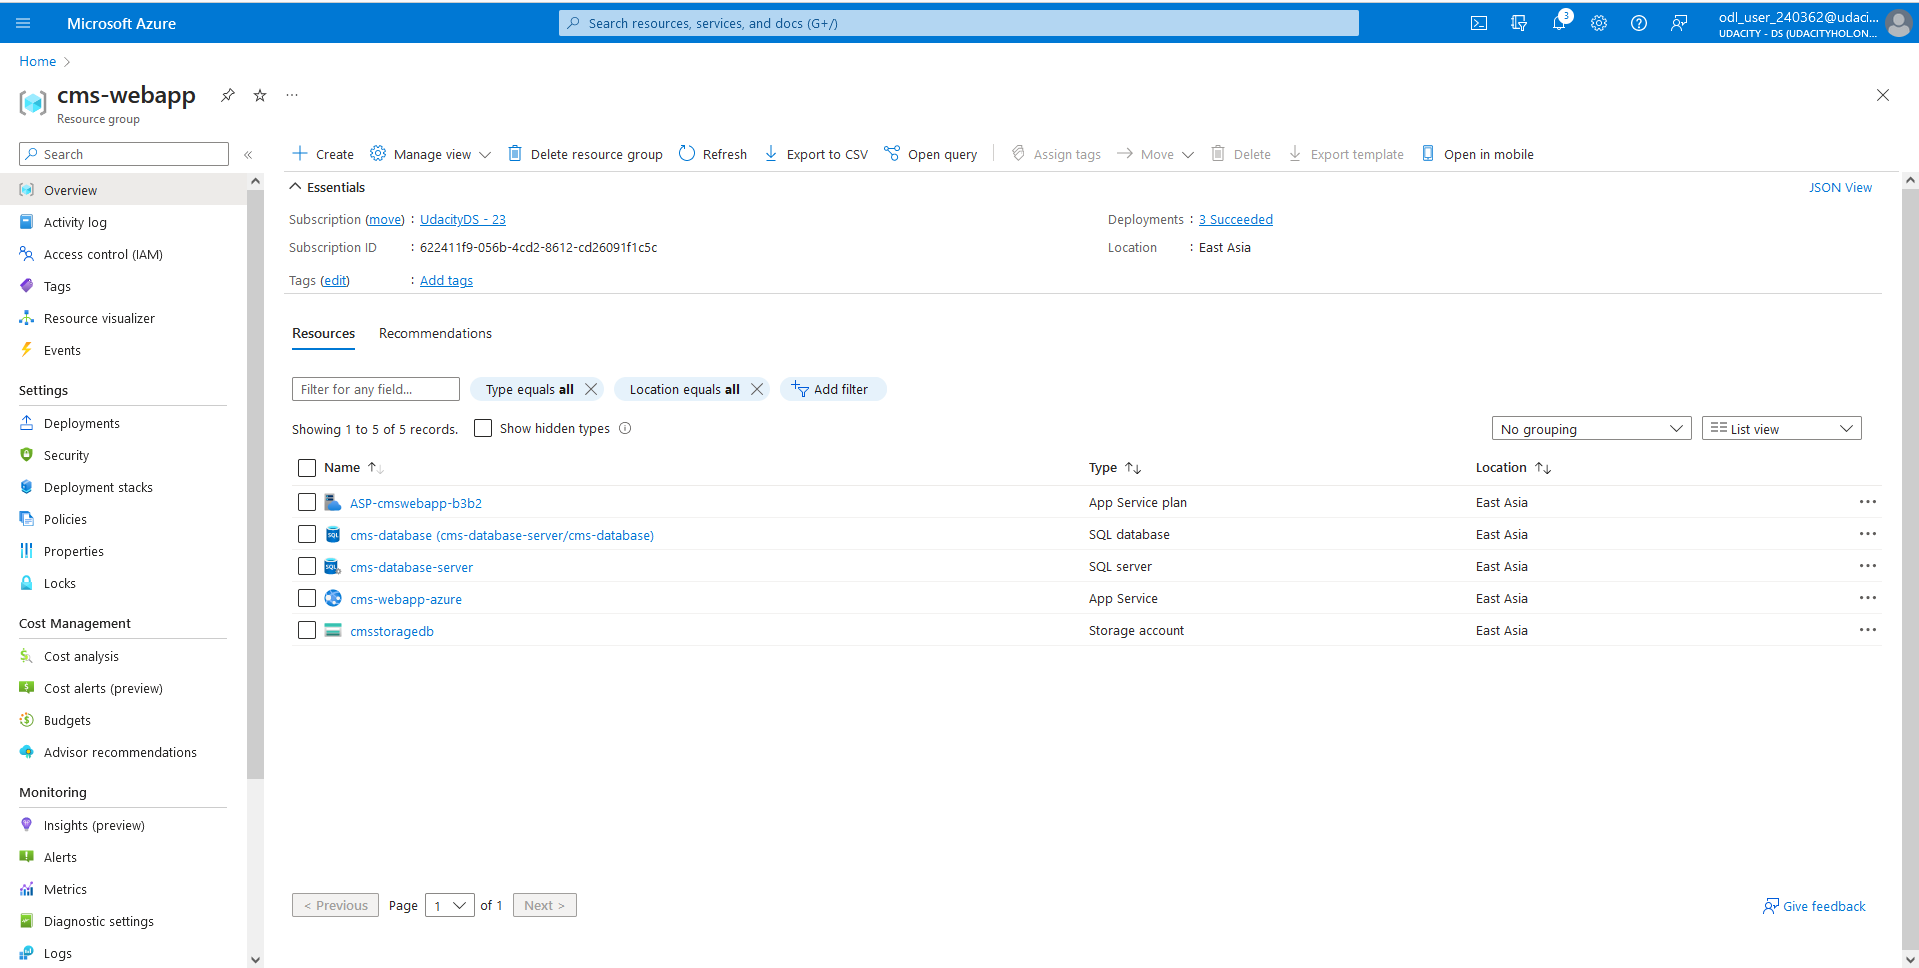 Microsoft Azure
Search resources, services, and docs (G+/)
3
odl_user_240362@udaci...
UDACITY - DS (UDACITYHOL.ON...
Home
cms-webapp
Resource group
Search
Overview
Activity log
Access control (IAM)
Tags
Resource visualizer
Events
Settings
Deployments
Security
Deployment stacks
Policies
Properties
Locks
Cost Management
Cost analysis
Cost alerts (preview)
Budgets
Advisor recommendations
Monitoring
Insights (preview)
Alerts
Metrics
Diagnostic settings
Logs
Create Manage view Delete resource group Refresh Export to CSV Open query Assign tags Move Delete Export template Open in mobile
Essentials
JSON View
Subscription (move) : UdacityDS - 23
Deployments : 3 Succeeded
Subscription ID : 622411f9-056b-4cd2-8612-cd26091f1c5c
Location : East Asia
Tags (edit) : Add tags
Resources Recommendations
Filter for any field... Type equals all Location equals all Add filter
Showing 1 to 5 of 5 records. Show hidden types
No grouping List view
Name Type Location
ASP-cmswebapp-b3b2 App Service plan East Asia
cms-database (cms-database-server/cms-database) SQL database East Asia
cms-database-server SQL server East Asia
cms-webapp-azure App Service East Asia
cmsstoragedb Storage account East Asia
< Previous Page 1 of 1 Next >
Give feedback